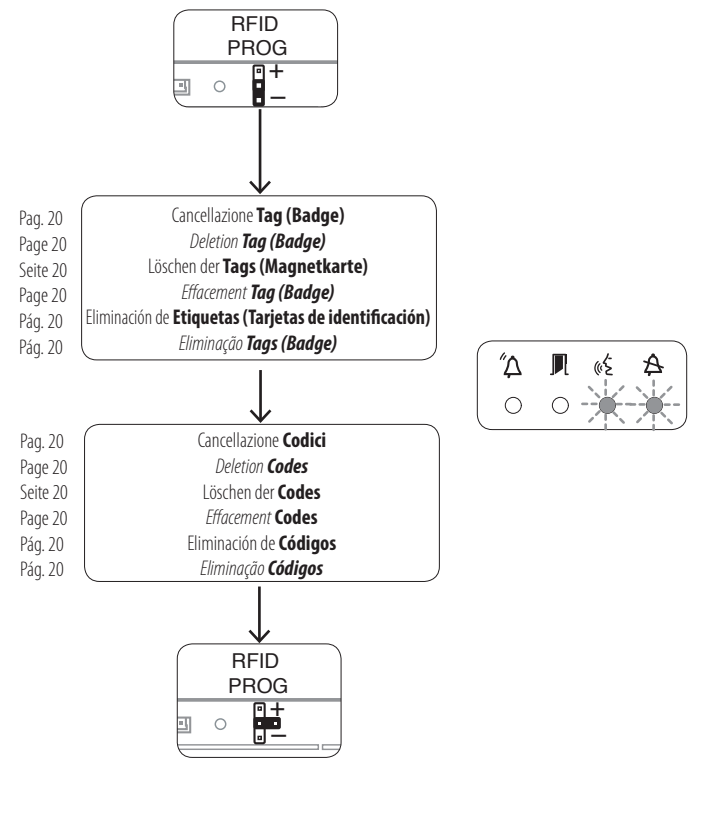 RFID
PROG
+
−
Pag. 20 Cancellazione Tag (Badge)
Page 20 Deletion Tag (Badge)
Seite 20 Löschen der Tags (Magnetkarte)
Page 20 Effacement Tag (Badge)
Pág. 20 Eliminación de Etiquetas (Tarjetas de identificación)
Pág. 20 Eliminação Tags (Badge)
Pag. 20 Cancellazione Codici
Page 20 Deletion Codes
Seite 20 Löschen der Codes
Page 20 Effacement Codes
Pág. 20 Eliminación de Códigos
Pág. 20 Eliminação Códigos
RFID
PROG
+
−